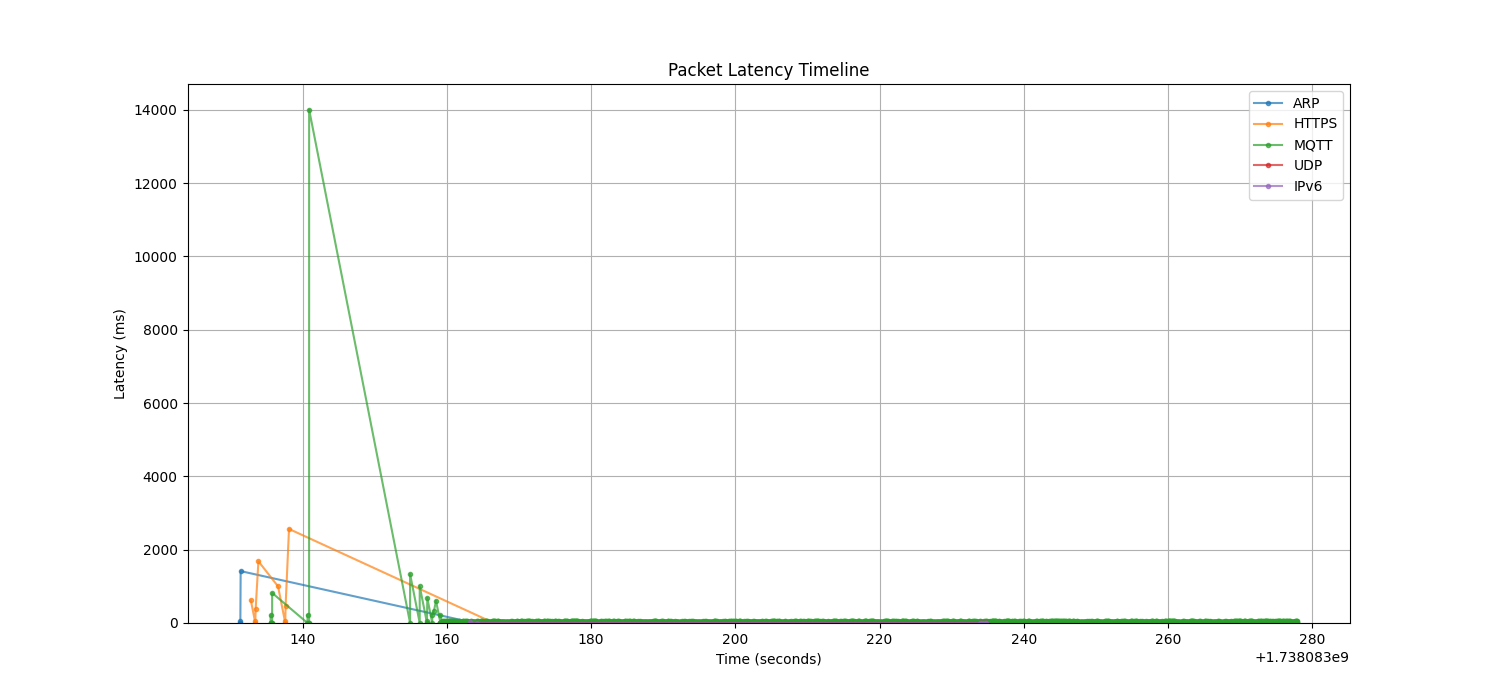 Packet Latency Timeline
Latency (ms)
14000
12000
10000
8000
6000
4000
2000
0
ARP
HTTPS
MQTT
UDP
IPv6
140 160 180 200 220 240 260 280
Time (seconds)
+1.738083e9